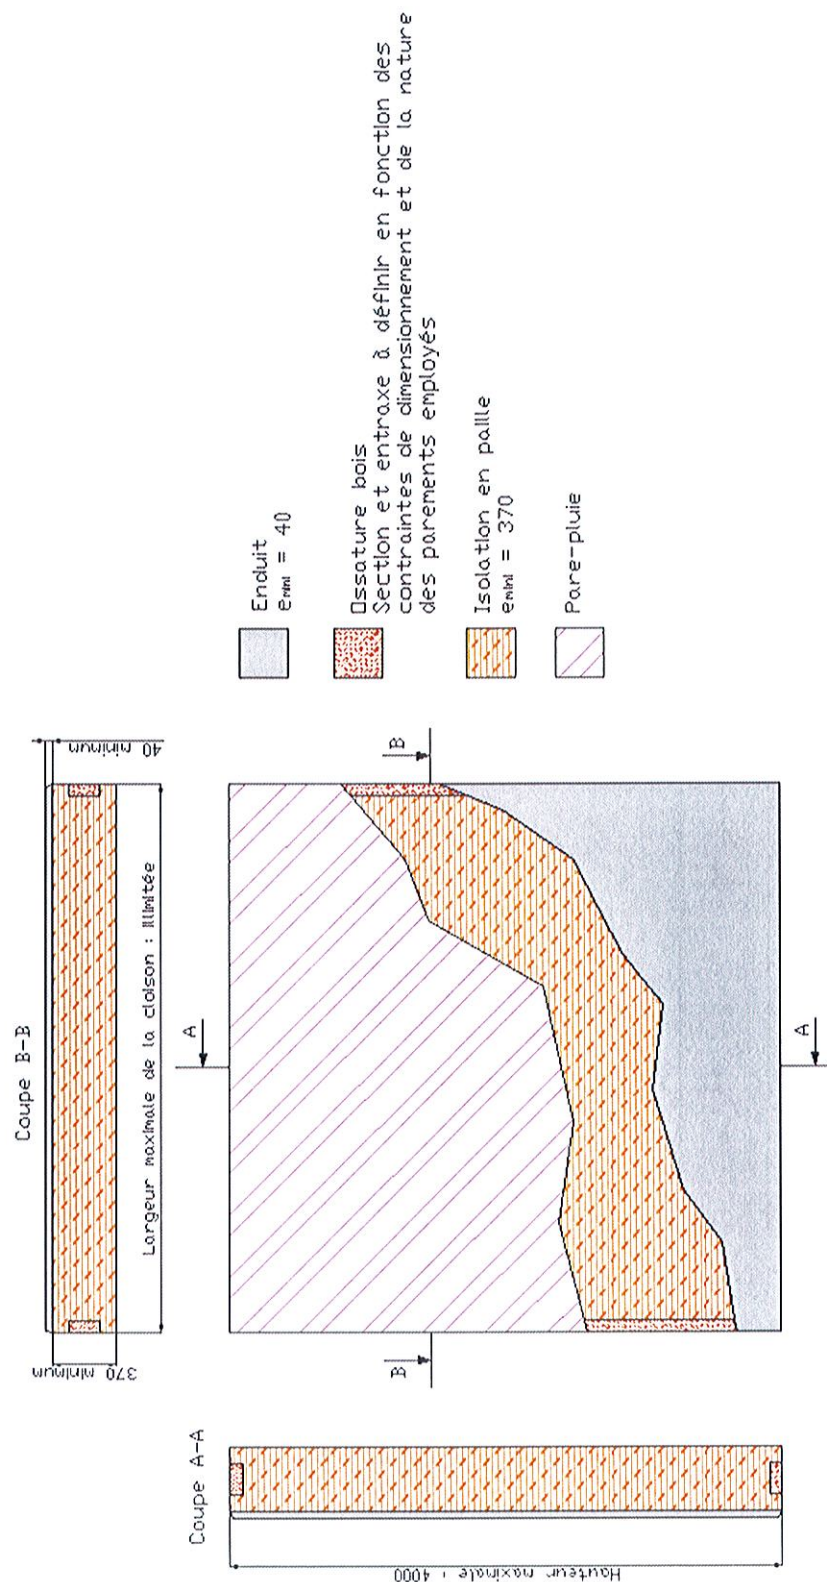 Coupe B-B
40
minimum
Largeur maximale de la cloison : illimitée
370 minimum
A
A
B
B
Coupe A-A
Hauteur maximale : 4000
Enduit
emini = 40
Ossature bois
Section et entraxe à définir en fonction des
contraintes de dimensionnement et de la nature
des parements employés
Isolation en paille
emini = 370
Pare-pluie